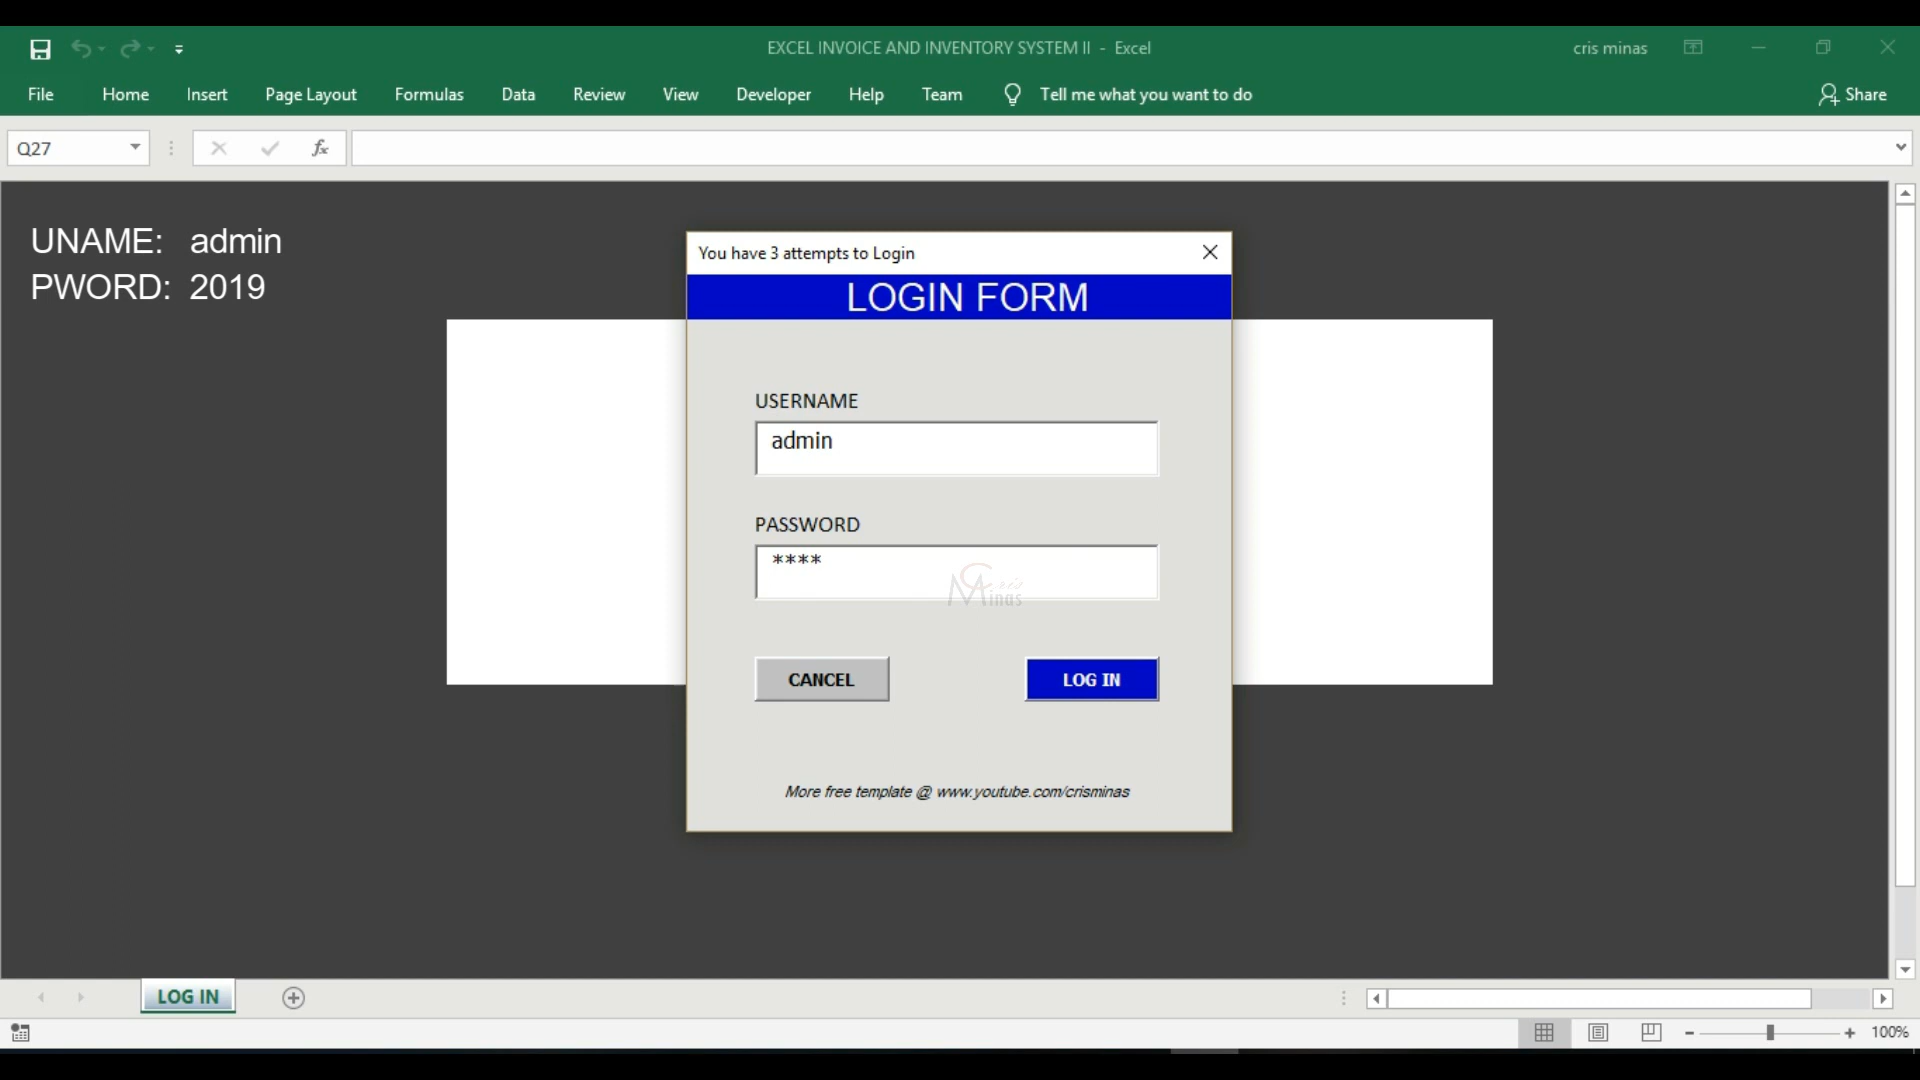 EXCEL INVOICE AND INVENTORY SYSTEM II - Excel
cris minas
File Home Insert Page Layout Formulas Data Review View Developer Help Team Tell me what you want to do Share
Q27 fx
UNAME: admin
PWORD: 2019
You have 3 attempts to Login
LOGIN FORM
USERNAME
admin
PASSWORD
****
Cris
Minas
CANCEL LOG IN
More free template @ www.youtube.com/crisminas
LOG IN
100%